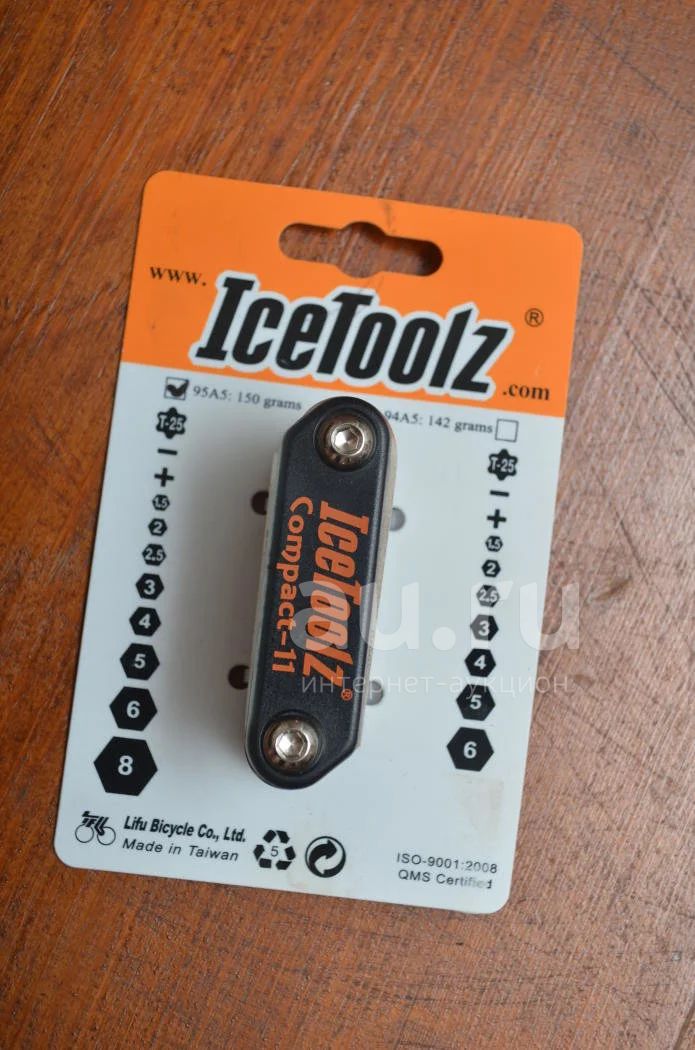 www.
IceToolz ®
.com
95A5: 150 grams
94A5: 142 grams
T-25
1.5
2
2.5
3
4
5
6
8
T-25
1.5
2
2.5
3
4
5
6
IceToolz®
Compact-11
au.ru
интернет-аукцион
Lifu Bicycle Co., Ltd.
Made in Taiwan
5
ISO-9001:2008
QMS Certified